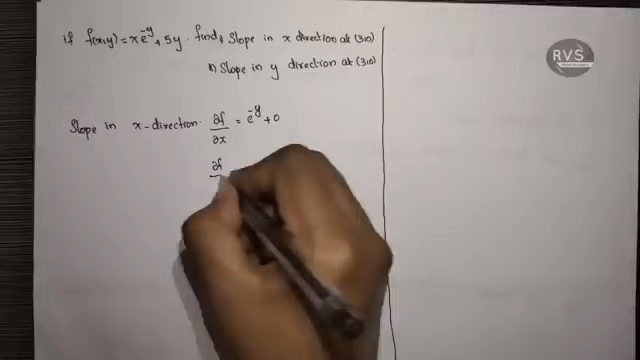 if f(x,y) = xe^-y + 5y. find i, Slope in x direction at (3,0)
ii) Slope in y direction at (3,0)
RVS
Slope in x-direction. ∂f/∂x = e^-y + 0
∂f